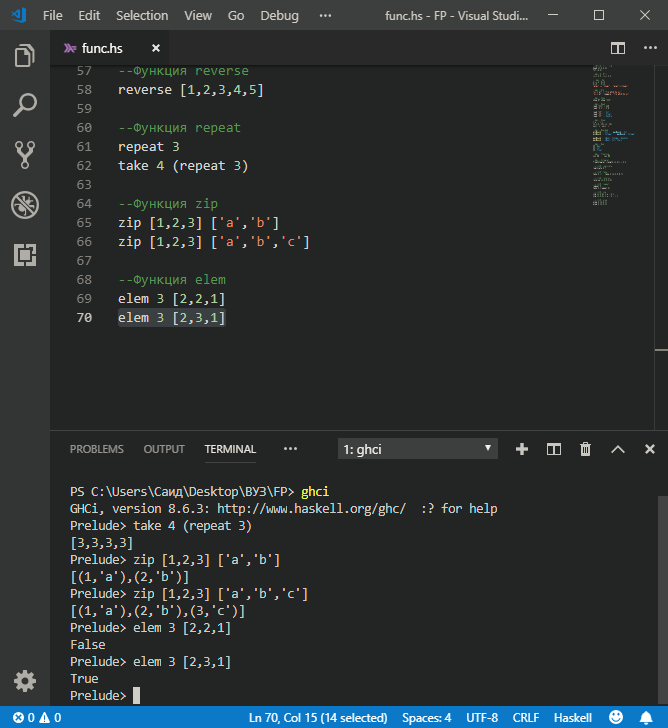 File Edit Selection View Go Debug ··· func.hs - FP - Visual Studi...
func.hs
57 --Функция reverse
58 reverse [1,2,3,4,5]
59
60 --Функция repeat
61 repeat 3
62 take 4 (repeat 3)
63
64 --Функция zip
65 zip [1,2,3] ['a','b']
66 zip [1,2,3] ['a','b','c']
67
68 --Функция elem
69 elem 3 [2,2,1]
70 elem 3 [2,3,1]
PROBLEMS OUTPUT TERMINAL ··· 1: ghci
PS C:\Users\Саид\Desktop\ВУЗ\FP> ghci
GHCi, version 8.6.3: http://www.haskell.org/ghc/  :? for help
Prelude> take 4 (repeat 3)
[3,3,3,3]
Prelude> zip [1,2,3] ['a','b']
[(1,'a'),(2,'b')]
Prelude> zip [1,2,3] ['a','b','c']
[(1,'a'),(2,'b'),(3,'c')]
Prelude> elem 3 [2,2,1]
False
Prelude> elem 3 [2,3,1]
True
Prelude>
0 0 Ln 70, Col 15 (14 selected) Spaces: 4 UTF-8 CRLF Haskell